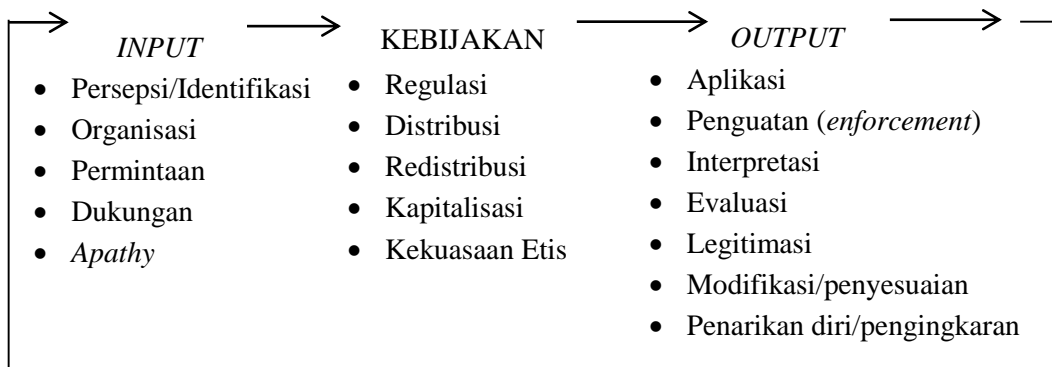 INPUT
• Persepsi/Identifikasi
• Organisasi
• Permintaan
• Dukungan
• Apathy
KEBIJAKAN
• Regulasi
• Distribusi
• Redistribusi
• Kapitalisasi
• Kekuasaan Etis
OUTPUT
• Aplikasi
• Penguatan (enforcement)
• Interpretasi
• Evaluasi
• Legitimasi
• Modifikasi/penyesuaian
• Penarikan diri/pengingkaran